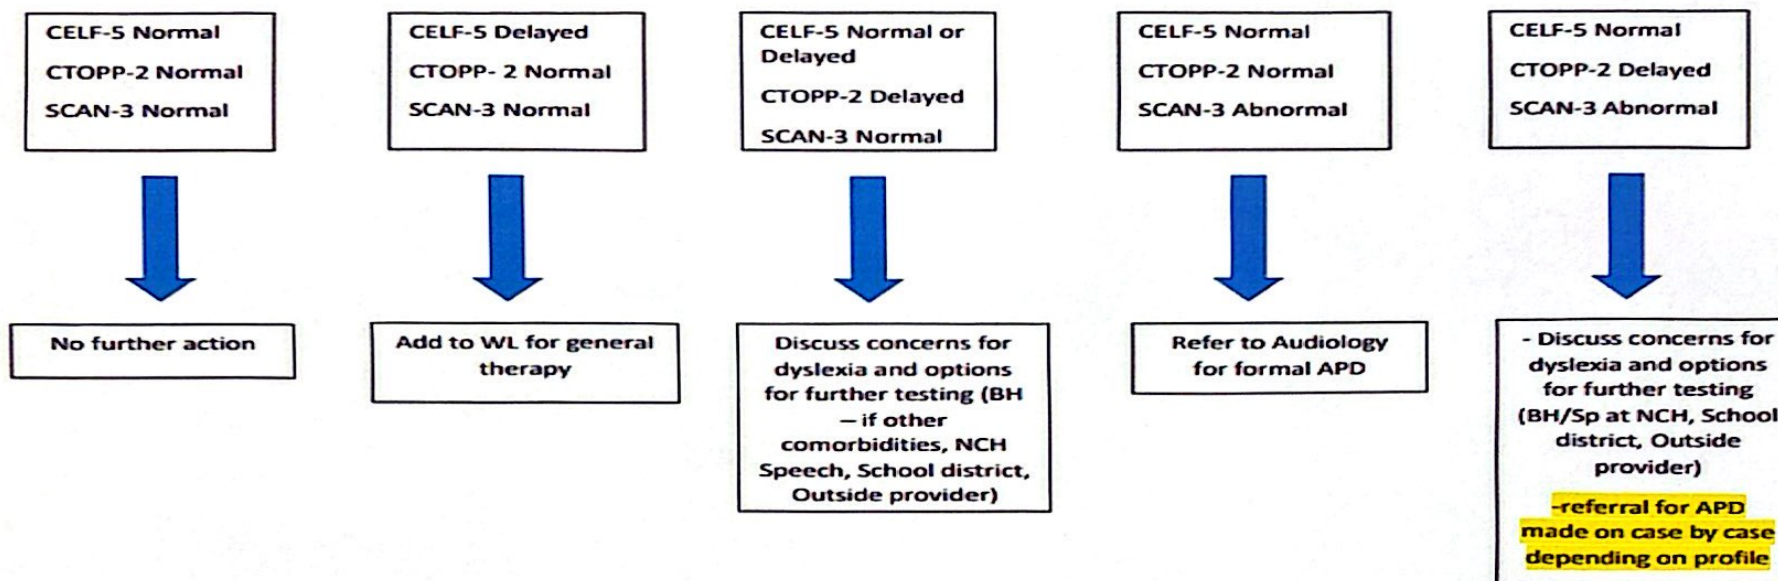 CELF-5 Normal
CTOPP-2 Normal
SCAN-3 Normal
CELF-5 Delayed
CTOPP- 2 Normal
SCAN-3 Normal
CELF-5 Normal or
Delayed
CTOPP-2 Delayed
SCAN-3 Normal
CELF-5 Normal
CTOPP-2 Normal
SCAN-3 Abnormal
CELF-5 Normal
CTOPP-2 Delayed
SCAN-3 Abnormal
No further action
Add to WL for general
therapy
Discuss concerns for
dyslexia and options
for further testing (BH
– if other
comorbidities, NCH
Speech, School district,
Outside provider)
Refer to Audiology
for formal APD
- Discuss concerns for
dyslexia and options
for further testing
(BH/Sp at NCH, School
district, Outside
provider)
-referral for APD
made on case by case
depending on profile